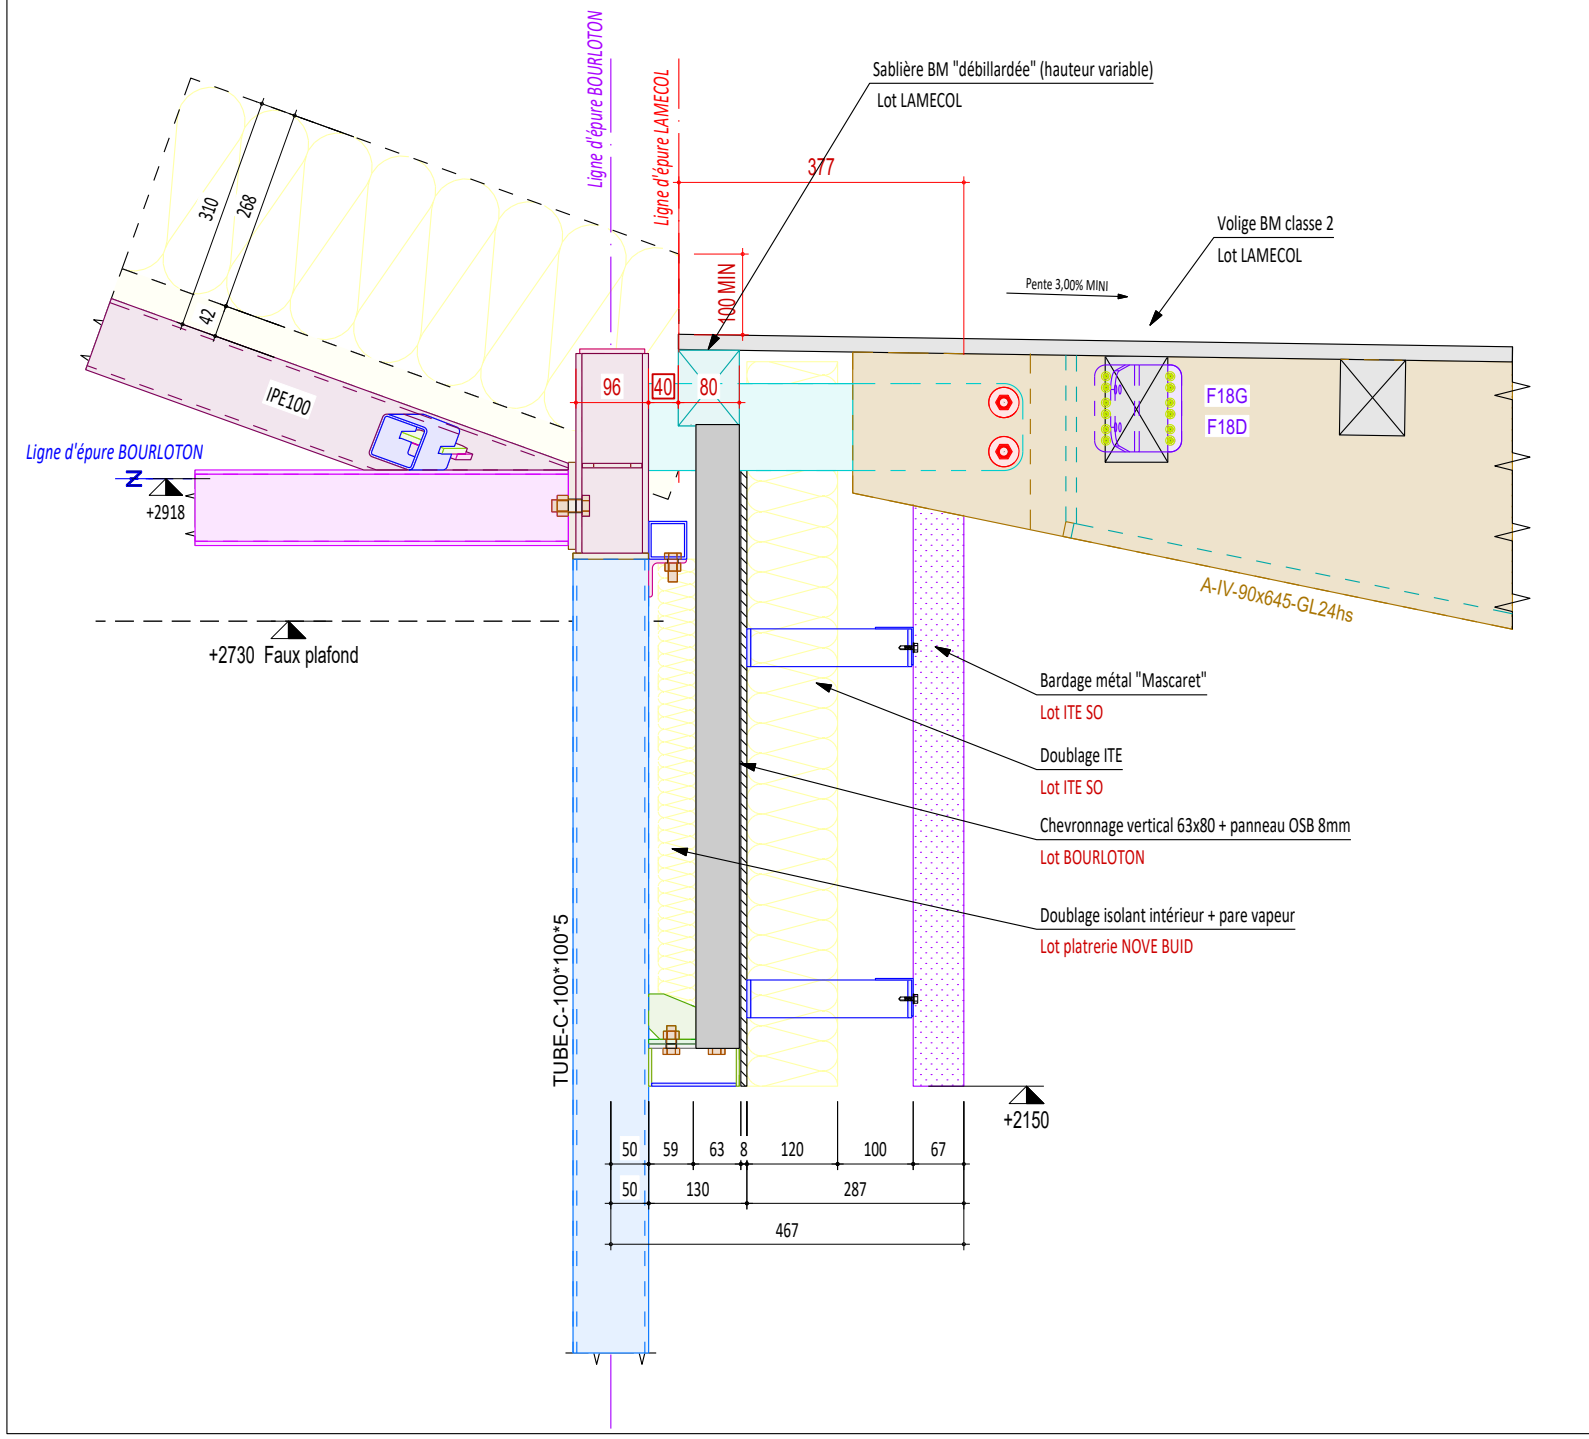 Ligne d'épure BOURLOTON
Ligne d'épure LAMECOL
Sablière BM "débillardée" (hauteur variable)
Lot LAMECOL
377
Volige BM classe 2
Lot LAMECOL
Pente 3,00% MINI
100 MIN
310
268
42
IPE100
96
40
80
F18G
F18D
Ligne d'épure BOURLOTON
Z
+2918
A-IV-90x645-GL24hs
+2730 Faux plafond
Bardage métal "Mascaret"
Lot ITE SO
Doublage ITE
Lot ITE SO
Chevronnage vertical 63x80 + panneau OSB 8mm
Lot BOURLOTON
Doublage isolant intérieur + pare vapeur
Lot platrerie NOVE BUID
TUBE-C-100*100*5
+2150
50
59
63
8
120
100
67
50
130
287
467